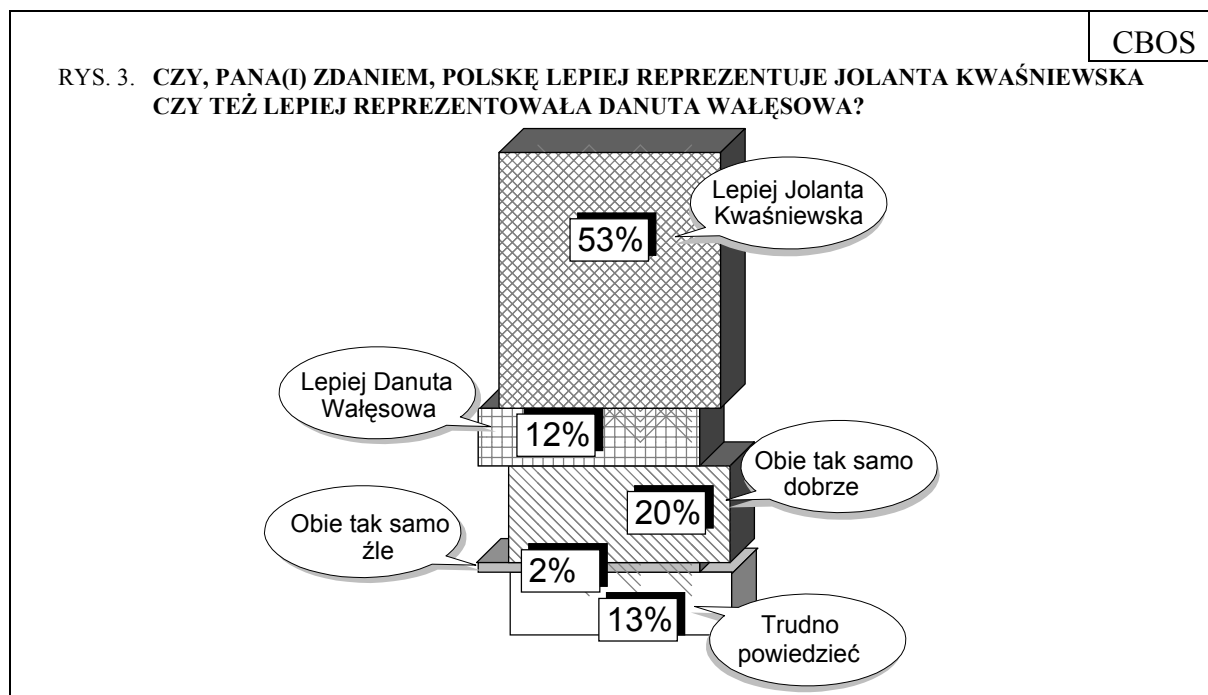 CBOS
RYS. 3. CZY, PANA(I) ZDANIEM, POLSKĘ LEPIEJ REPREZENTUJE JOLANTA KWAŚNIEWSKA
CZY TEŻ LEPIEJ REPREZENTOWAŁA DANUTA WAŁĘSOWA?
Lepiej Jolanta
Kwaśniewska
53%
Lepiej Danuta
Wałęsowa
12%
Obie tak samo
dobrze
20%
Obie tak samo
źle
2%
13%
Trudno
powiedzieć